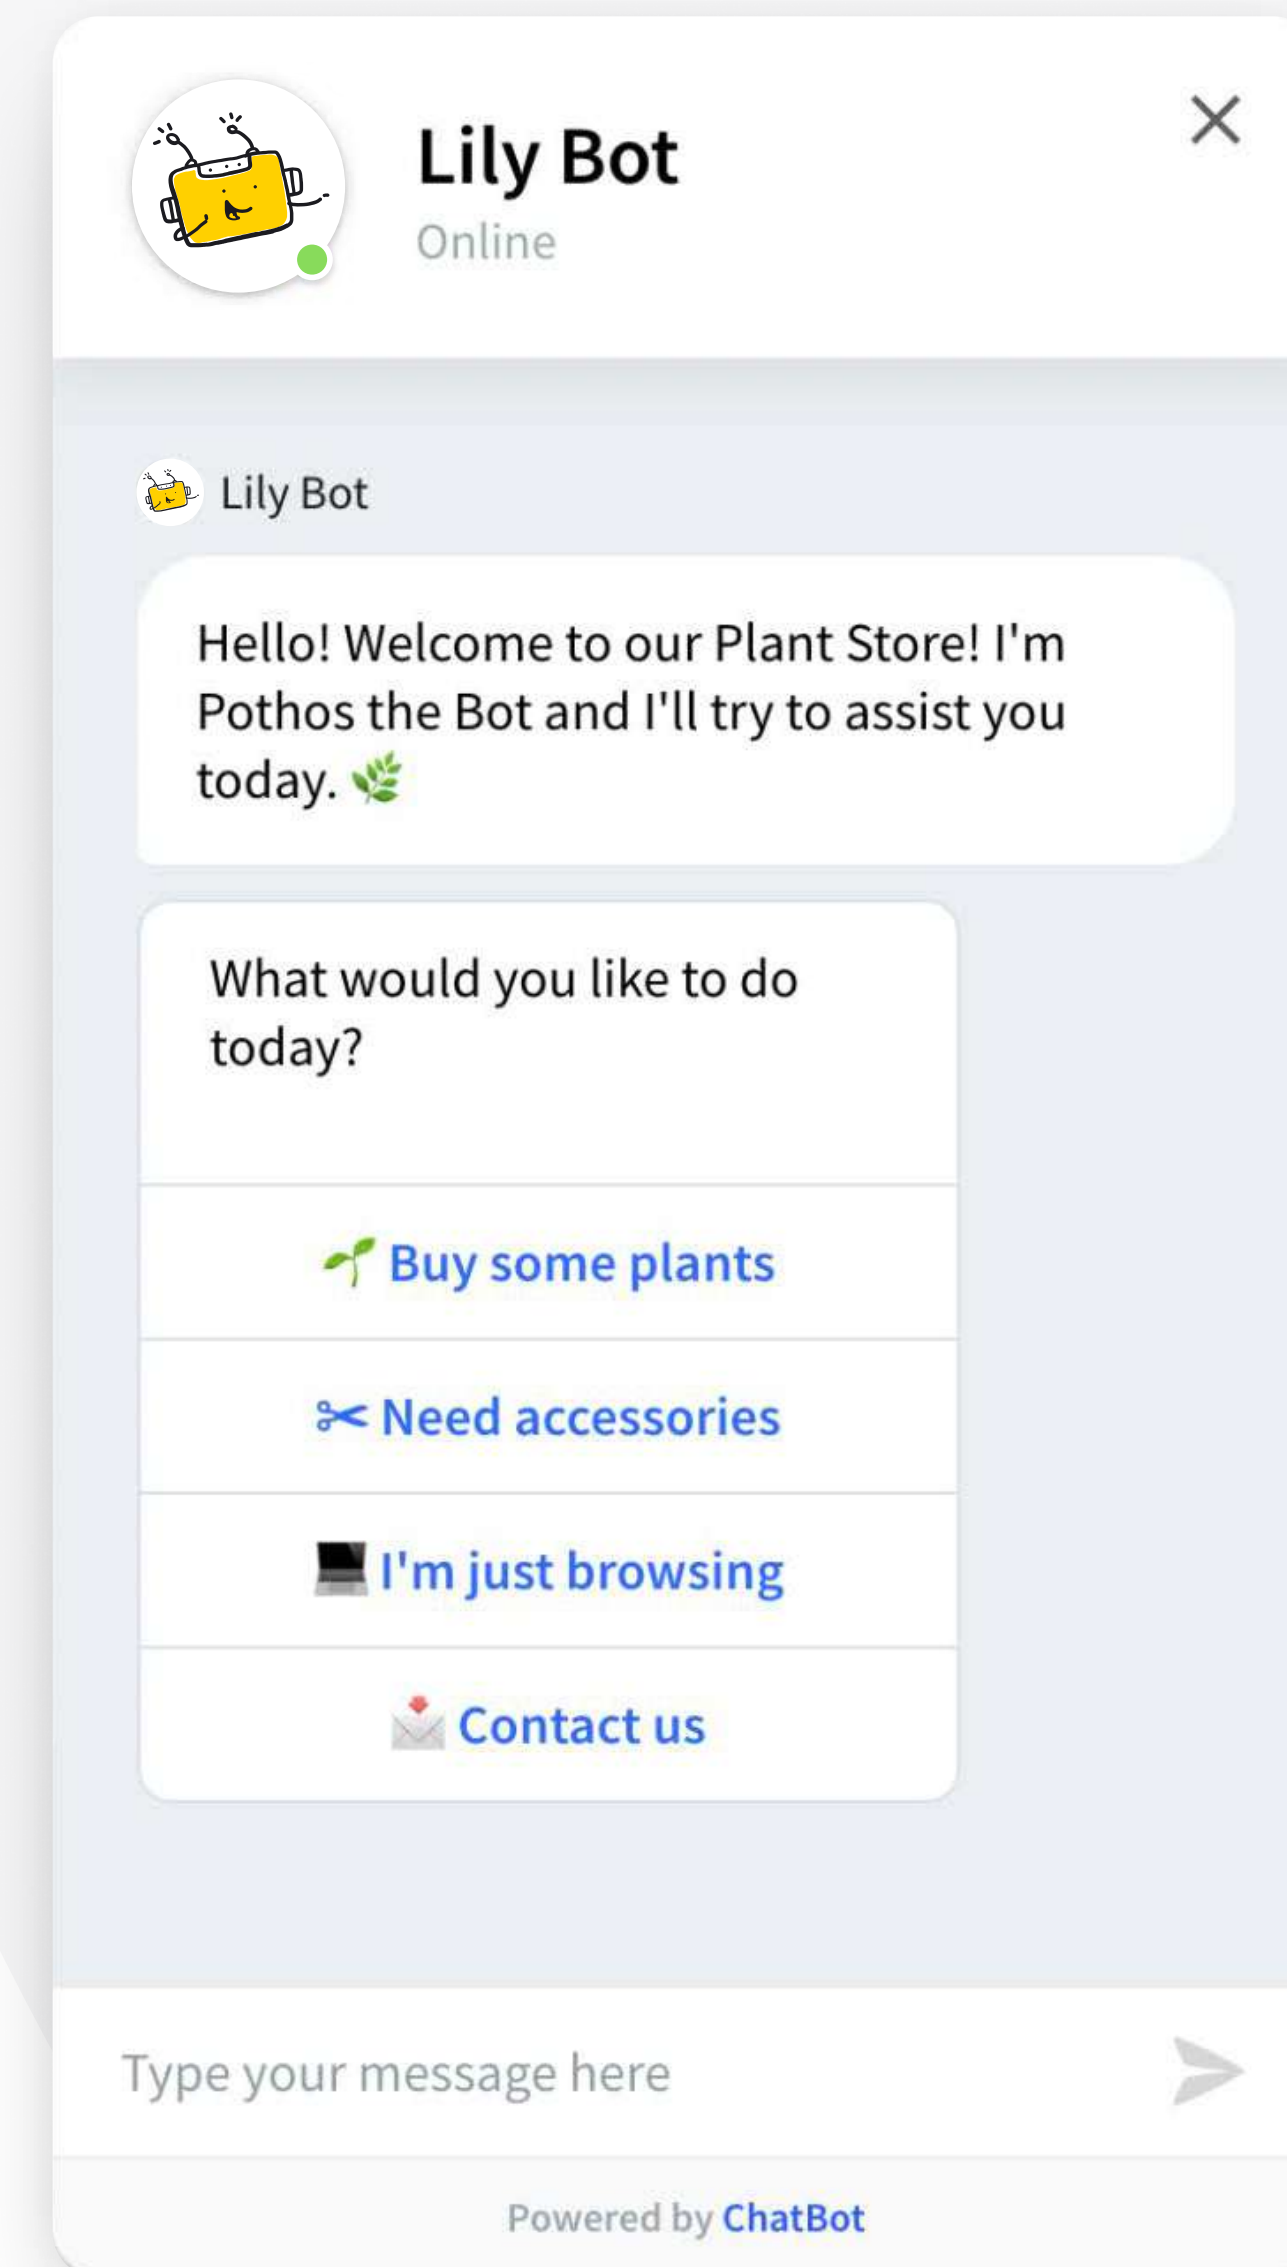 Lily Bot
Online
Lily Bot
Hello! Welcome to our Plant Store! I'm
Pothos the Bot and I'll try to assist you
today. 🌿
What would you like to do
today?
🌱 Buy some plants
✂ Need accessories
💻 I'm just browsing
📩 Contact us
Type your message here
Powered by ChatBot